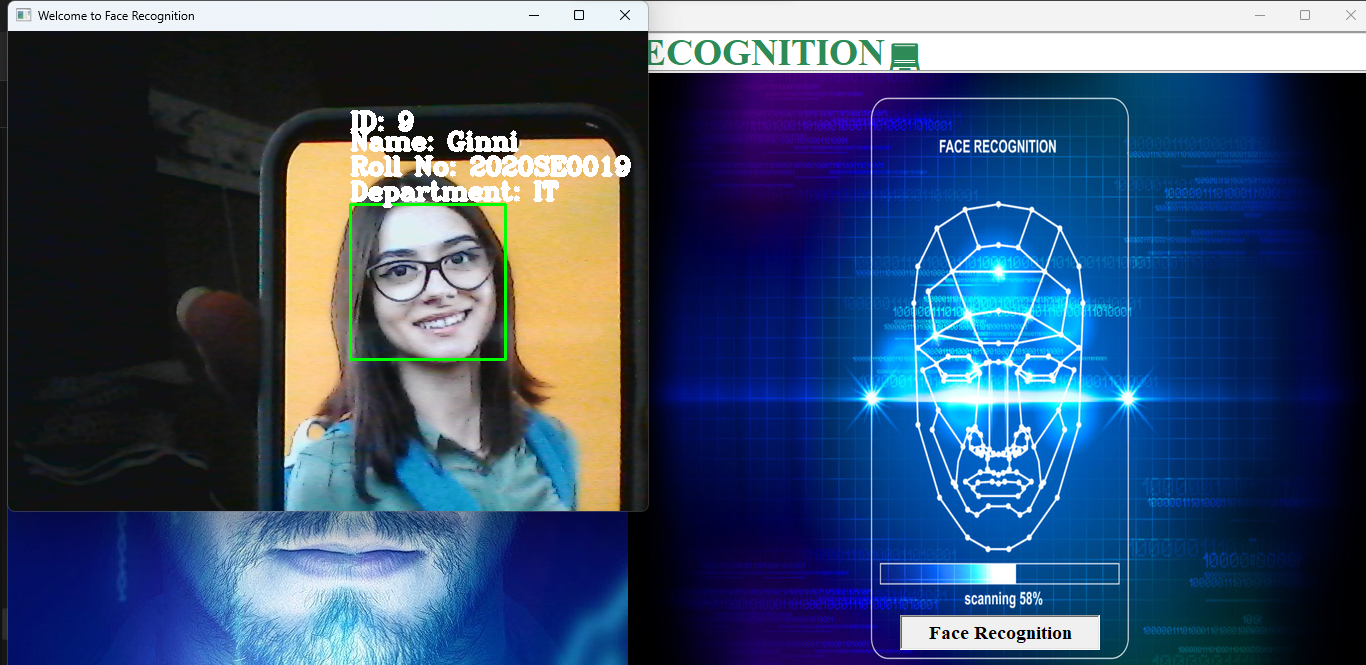 Welcome to Face Recognition
ECOGNITION
ID: 9
Name: Ginni
Roll No: 2020SE0019
Department: IT
FACE RECOGNITION
scanning 58%
Face Recognition